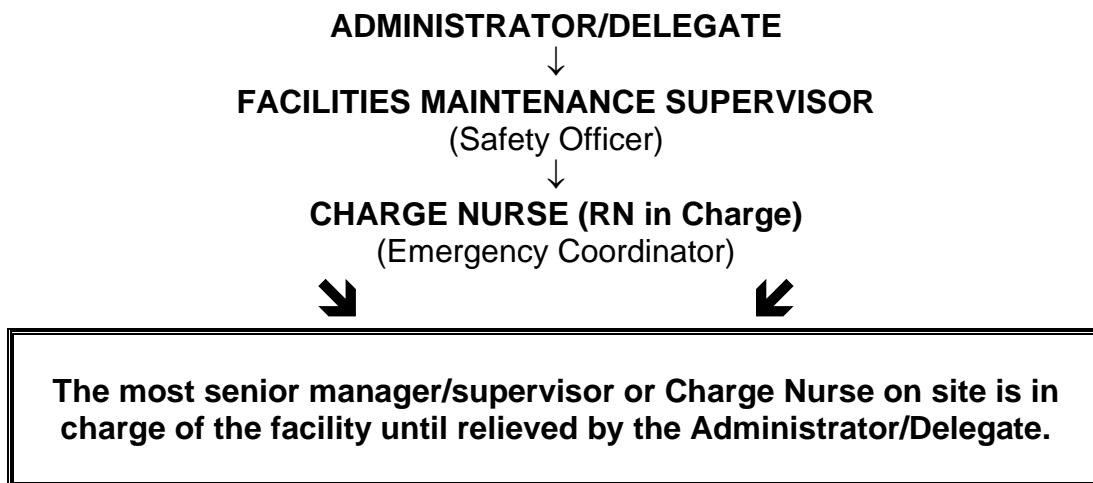 ADMINISTRATOR/DELEGATE
↓
FACILITIES MAINTENANCE SUPERVISOR
(Safety Officer)
↓
CHARGE NURSE (RN in Charge)
(Emergency Coordinator)
The most senior manager/supervisor or Charge Nurse on site is in
charge of the facility until relieved by the Administrator/Delegate.